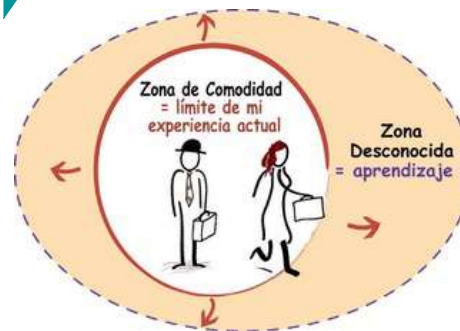 Zona de Comodidad
= límite de mi
experiencia actual
Zona
Desconocida
= aprendizaje